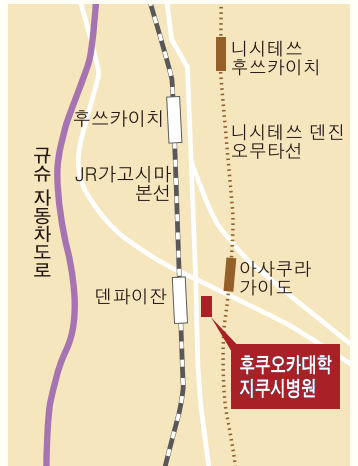 니시테쓰
후쓰카이치
후쓰카이치
니시테쓰 덴진
오무타선
규슈 자동차도로
JR가고시마
본선
아사쿠라
가이도
덴파이잔
후쿠오카대학
지쿠시병원